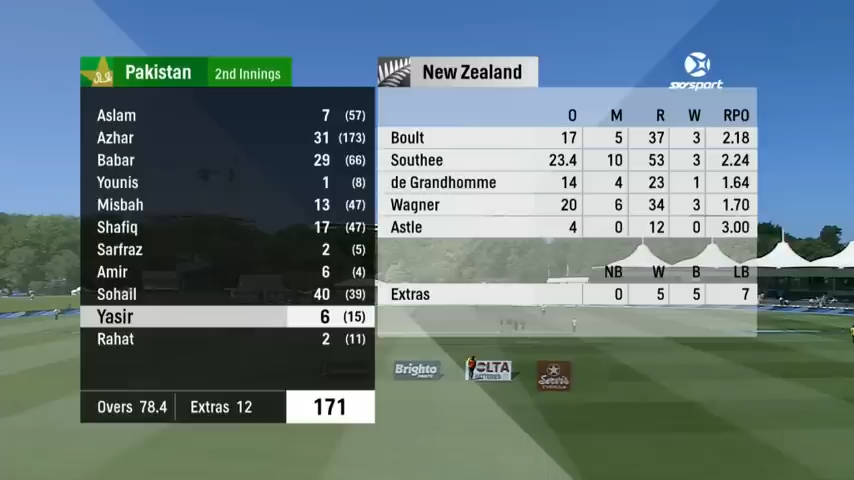 Pakistan 2nd Innings
Aslam 7 (57)
Azhar 31 (173)
Babar 29 (66)
Younis 1 (8)
Misbah 13 (47)
Shafiq 17 (47)
Sarfraz 2 (5)
Amir 6 (4)
Sohail 40 (39)
Yasir 6 (15)
Rahat 2 (11)
Overs 78.4 Extras 12 171
New Zealand
sky sport
O M R W RPO
Boult 17 5 37 3 2.18
Southee 23.4 10 53 3 2.24
de Grandhomme 14 4 23 1 1.64
Wagner 20 6 34 3 1.70
Astle 4 0 12 0 3.00
NB W B LB
Extras 0 5 5 7
Brighto